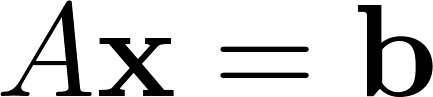 Ax = b